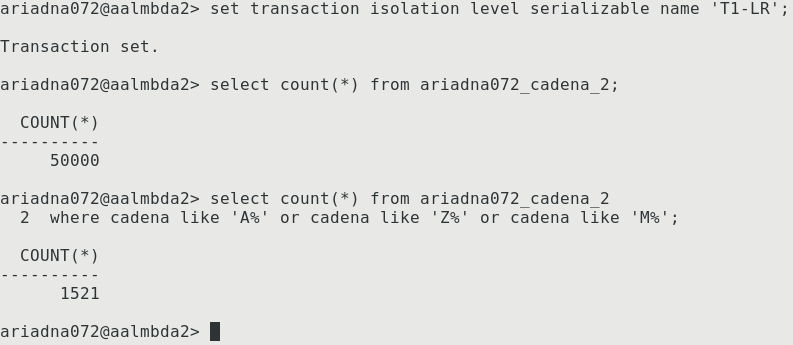 ariadna072@aalmbda2> set transaction isolation level serializable name 'T1-LR';
Transaction set.
ariadna072@aalmbda2> select count(*) from ariadna072_cadena_2;
COUNT(*)
----------
50000
ariadna072@aalmbda2> select count(*) from ariadna072_cadena_2
2 where cadena like 'A%' or cadena like 'Z%' or cadena like 'M%';
COUNT(*)
----------
1521
ariadna072@aalmbda2>